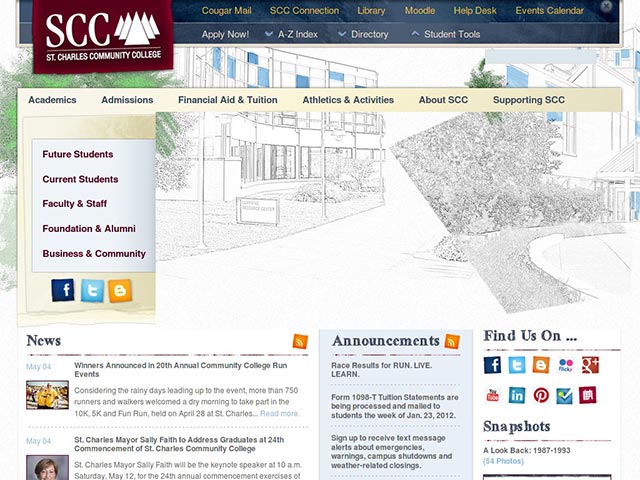 Cougar Mail SCC Connection Library Moodle Help Desk Events Calendar
SCC
ST. CHARLES COMMUNITY COLLEGE
Apply Now! A-Z Index Directory Student Tools
Academics Admissions Financial Aid & Tuition Athletics & Activities About SCC Supporting SCC
Future Students
Current Students
Faculty & Staff
Foundation & Alumni
Business & Community
News
May 04
Winners Announced in 20th Annual Community College Run
Events
Considering the rainy days leading up to the event, more than 750
runners and walkers welcomed a dry morning to take part in the
10K, 5K and Fun Run, held on April 28 at St. Charles... Read more.
May 04
St. Charles Mayor Sally Faith to Address Graduates at 24th
Commencement of St. Charles Community College
St. Charles Mayor Sally Faith will be the keynote speaker at 10 a.m.
Saturday, May 12, for the 24th annual commencement exercises of
Announcements
Race Results for RUN. LIVE.
LEARN.
Form 1098-T Tuition Statements are
being processed and mailed to
students the week of Jan. 23, 2012.
Sign up to receive text message
alerts about emergencies,
warnings, campus shutdowns and
weather-related closings.
Find Us On ...
You
Tube
Snapshots
A Look Back: 1987-1993
(54 Photos)